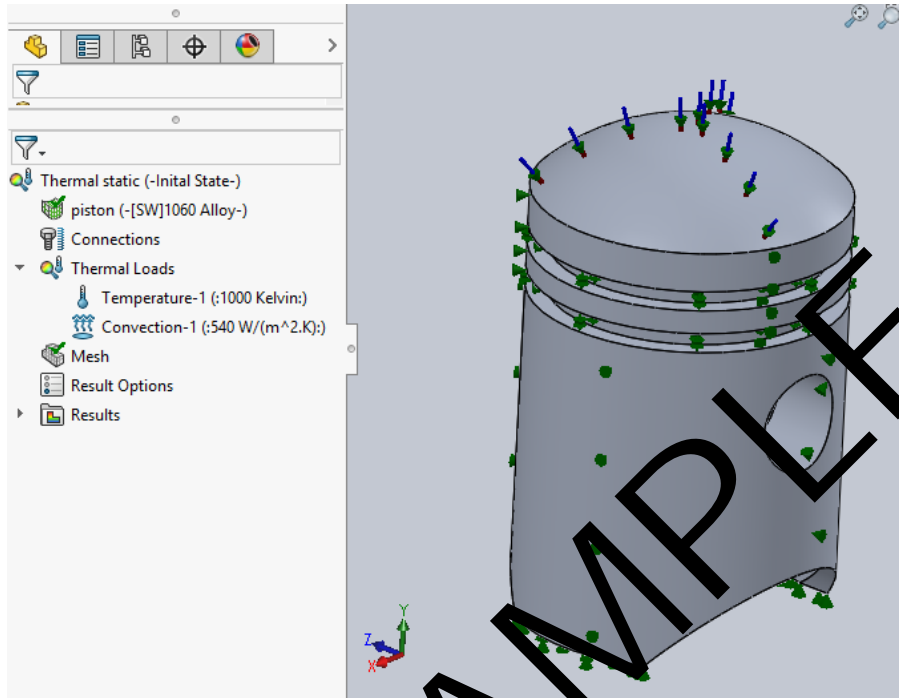 Thermal static (-Inital State-)
piston (-[SW]1060 Alloy-)
Connections
Thermal Loads
Temperature-1 (:1000 Kelvin:)
Convection-1 (:540 W/(m^2.K):)
Mesh
Result Options
Results
Y
Z
X
AMPLE